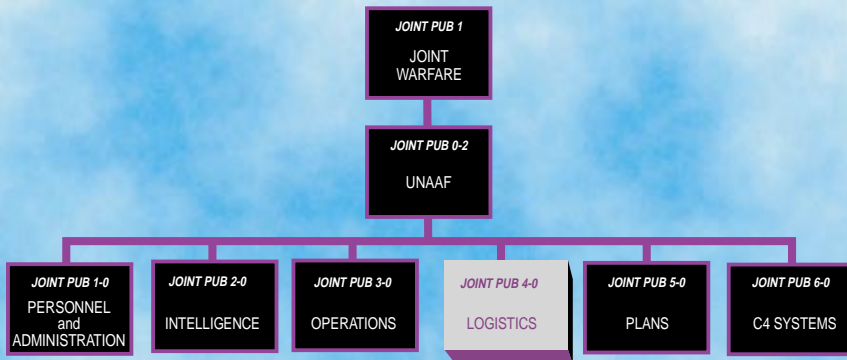 JOINT PUB 1
JOINT
WARFARE
JOINT PUB 0-2
UNAAF
JOINT PUB 1-0
PERSONNEL
and
ADMINISTRATION
JOINT PUB 2-0
INTELLIGENCE
JOINT PUB 3-0
OPERATIONS
JOINT PUB 4-0
LOGISTICS
JOINT PUB 5-0
PLANS
JOINT PUB 6-0
C4 SYSTEMS